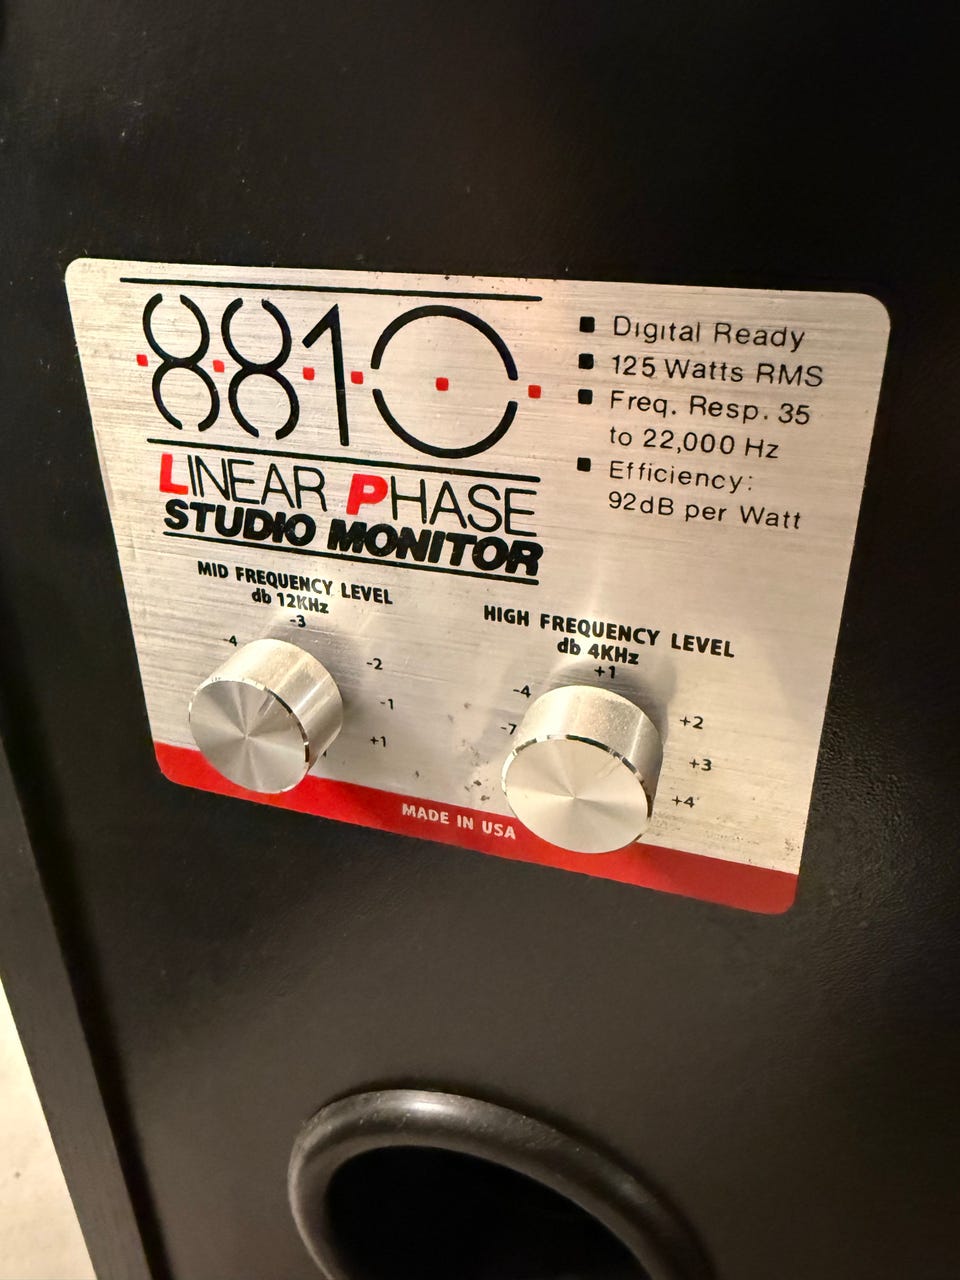 8810
LINEAR PHASE
STUDIO MONITOR
Digital Ready
125 Watts RMS
Freq. Resp. 35
to 22,000 Hz
Efficiency:
92dB per Watt
MID FREQUENCY LEVEL
db 12KHz
-3
-4
-2
-1
+1
HIGH FREQUENCY LEVEL
db 4KHz
+1
-4
+2
-7
+3
+4
MADE IN USA